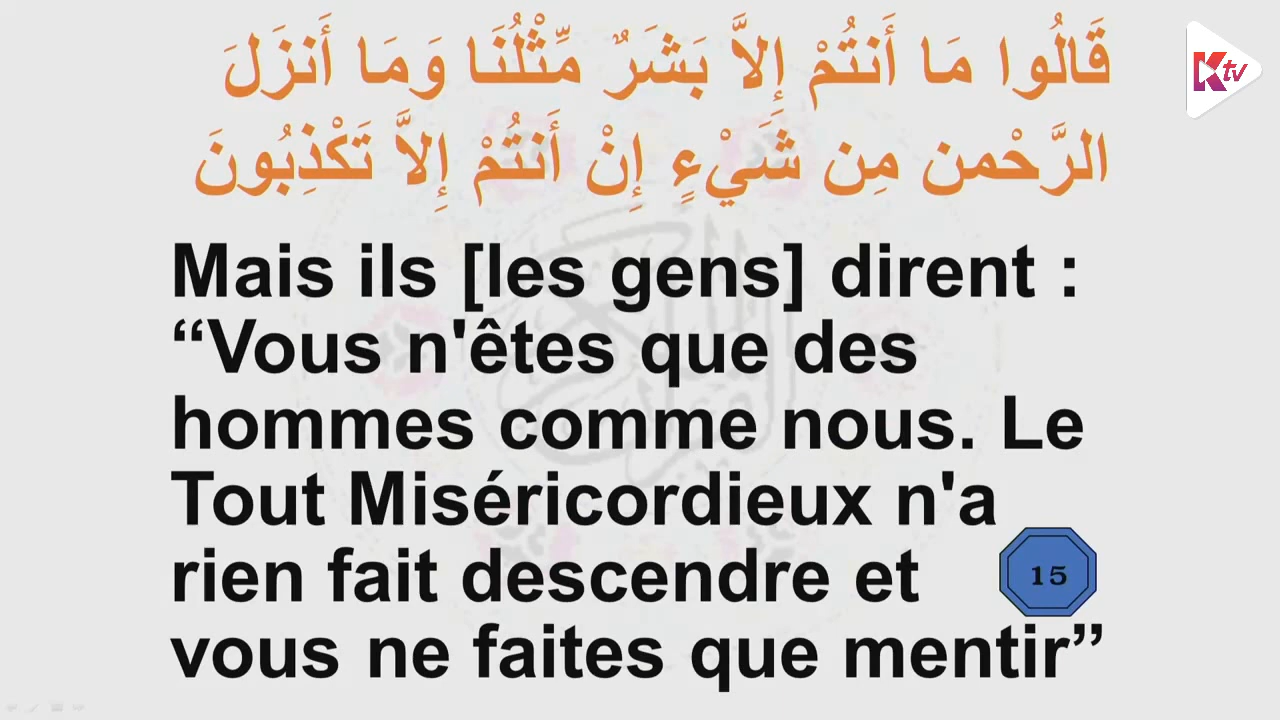 قَالُوا مَا أَنتُمْ إِلاَّ بَشَرٌ مِّثْلُنَا وَمَا أَنزَلَ
الرَّحْمن مِن شَيْءٍ إِنْ أَنتُمْ إِلاَّ تَكْذِبُونَ
Ktv
Mais ils [les gens] dirent :
“Vous n'êtes que des
hommes comme nous. Le
Tout Miséricordieux n'a
rien fait descendre et
15
vous ne faites que mentir”